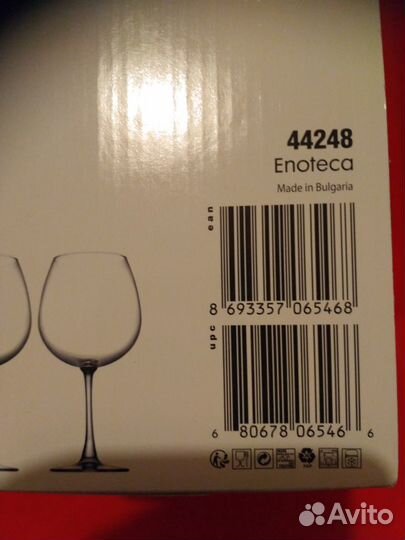 44248
Enoteca
Made in Bulgaria
ean
8 693357 065468
upc
6 80678 06546 6
Avito